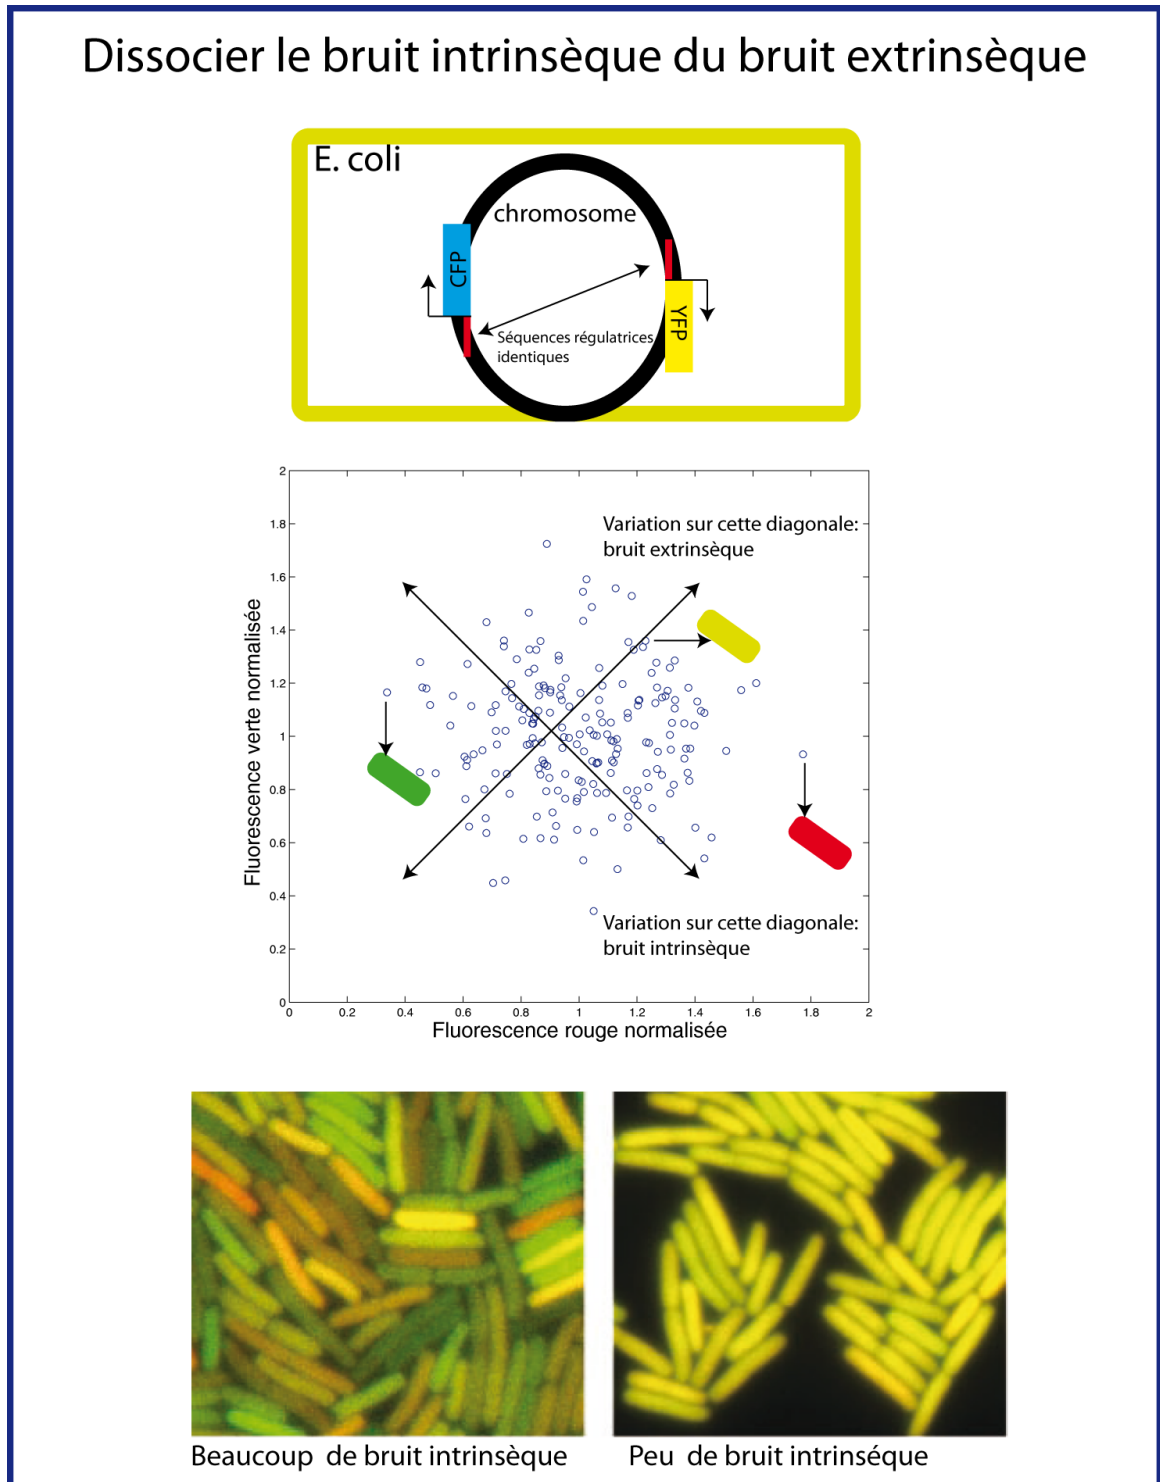 Dissocier le bruit intrinsèque du bruit extrinsèque
E. coli
chromosome
CFP
YFP
Séquences régulatrices
identiques
2
1.8
1.6
1.4
1.2
1
0.8
0.6
0.4
0.2
0
Fluorescence verte normalisée
Variation sur cette diagonale:
bruit extrinsèque
Variation sur cette diagonale:
bruit intrinsèque
0 0.2 0.4 0.6 0.8 1 1.2 1.4 1.6 1.8 2
Fluorescence rouge normalisée
Beaucoup de bruit intrinsèque
Peu de bruit intrinséque